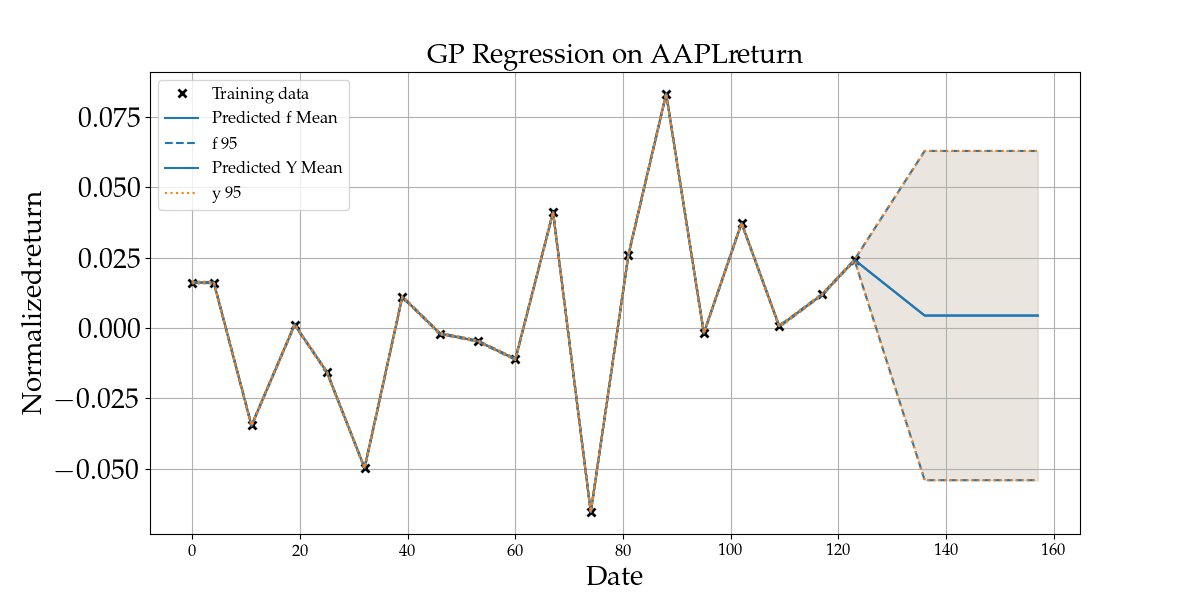 GP Regression on AAPLreturn
Training data
Predicted f Mean
f 95
Predicted Y Mean
y 95
0.075
0.050
0.025
0.000
−0.025
−0.050
Normalizedreturn
0 20 40 60 80 100 120 140 160
Date